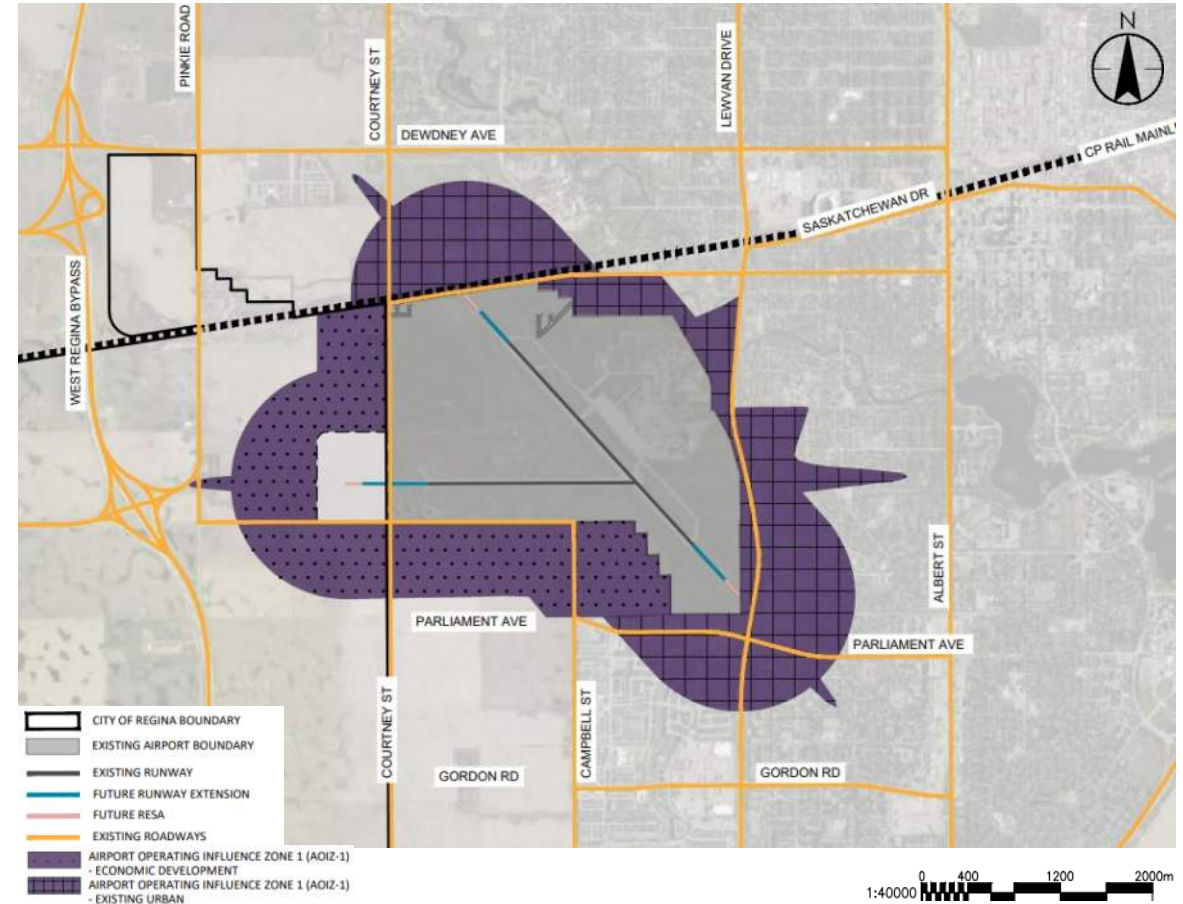 N
PINKIE ROAD
COURTNEY ST
LEWVAN DRIVE
DEWDNEY AVE
CP RAIL MAINL
SASKATCHEWAN DR
WEST REGINA BYPASS
ALBERT ST
PARLIAMENT AVE
PARLIAMENT AVE
COURTNEY ST
CAMPBELL ST
GORDON RD
GORDON RD
CITY OF REGINA BOUNDARY
EXISTING AIRPORT BOUNDARY
EXISTING RUNWAY
FUTURE RUNWAY EXTENSION
FUTURE RESA
EXISTING ROADWAYS
AIRPORT OPERATING INFLUENCE ZONE 1 (AOIZ-1)
- ECONOMIC DEVELOPMENT
AIRPORT OPERATING INFLUENCE ZONE 1 (AOIZ-1)
- EXISTING URBAN
0 400 1200 2000m
1:40000